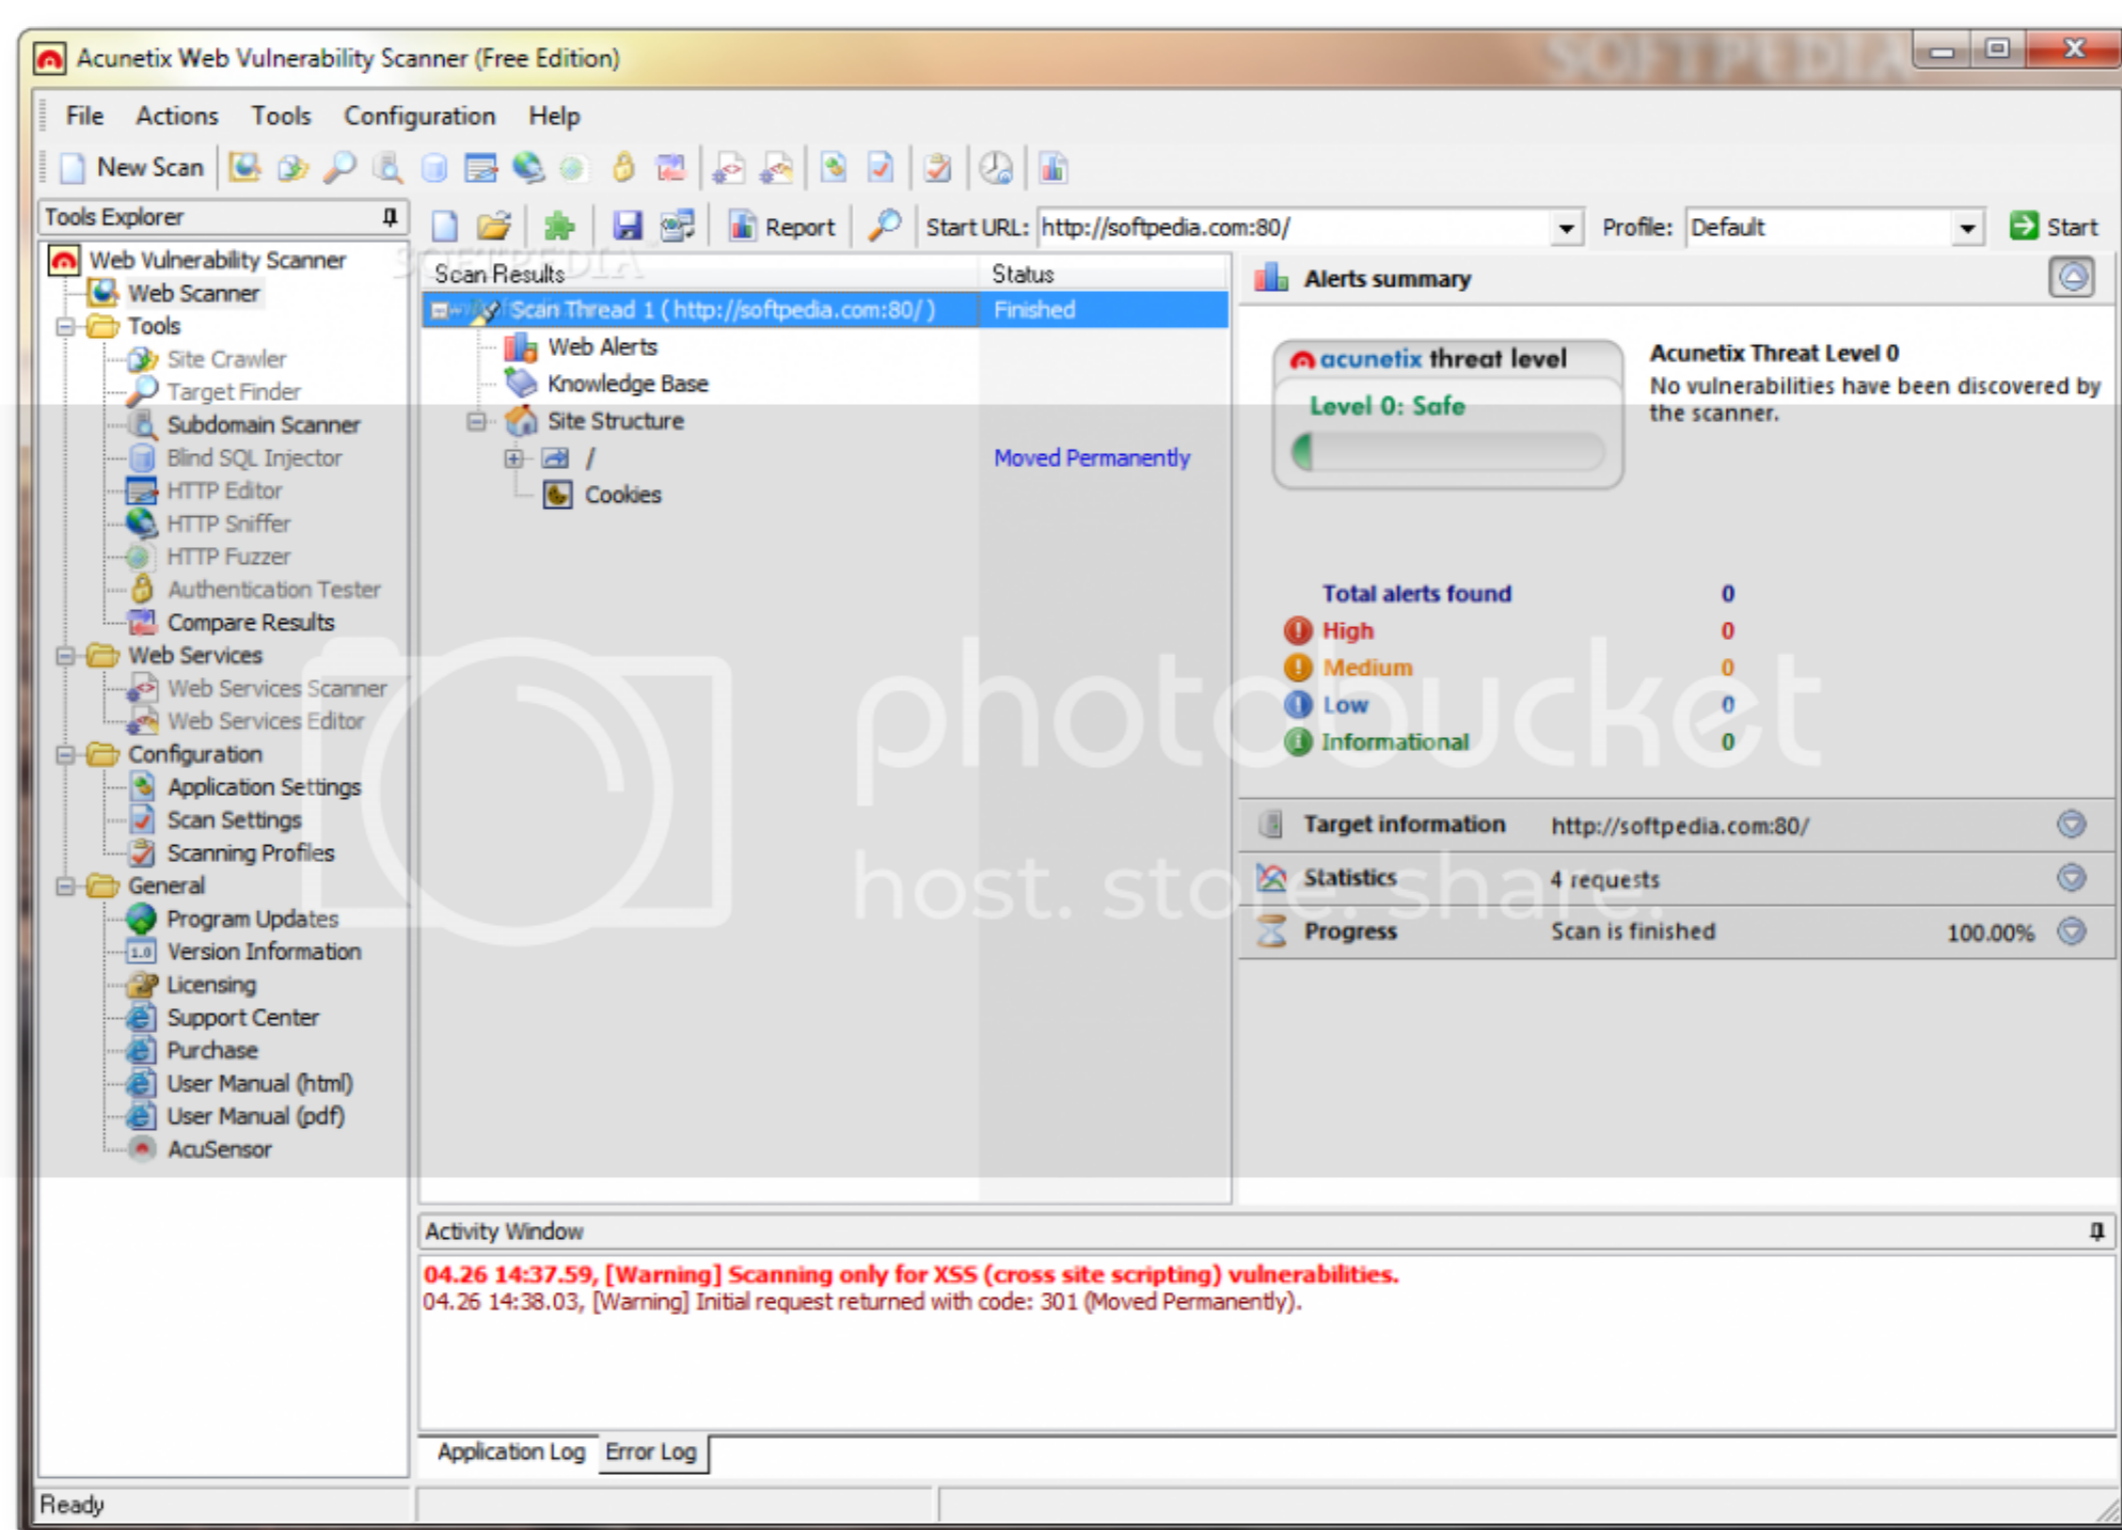 Acunetix Web Vulnerability Scanner (Free Edition)
SOFTPEDIA
File Actions Tools Configuration Help
New Scan
Tools Explorer
Report Start URL: http://softpedia.com:80/ Profile: Default Start
SOFTPEDIA
Web Vulnerability Scanner
Web Scanner
Tools
Site Crawler
Target Finder
Subdomain Scanner
Blind SQL Injector
HTTP Editor
HTTP Sniffer
HTTP Fuzzer
Authentication Tester
Compare Results
Web Services
Web Services Scanner
Web Services Editor
Configuration
Application Settings
Scan Settings
Scanning Profiles
General
Program Updates
1.0 Version Information
Licensing
Support Center
Purchase
User Manual (html)
User Manual (pdf)
AcuSensor
Scan Results Status
Scan Thread 1 ( http://softpedia.com:80/ ) Finished
Web Alerts
Knowledge Base
Site Structure
/ Moved Permanently
Cookies
Alerts summary
acunetix threat level
Level 0: Safe
Acunetix Threat Level 0
No vulnerabilities have been discovered by
the scanner.
Total alerts found 0
High 0
Medium 0
Low 0
Informational 0
Target information http://softpedia.com:80/
Statistics 4 requests
Progress Scan is finished 100.00%
photobucket
host. store. share.
Activity Window
04.26 14:37.59, [Warning] Scanning only for XSS (cross site scripting) vulnerabilities.
04.26 14:38.03, [Warning] Initial request returned with code: 301 (Moved Permanently).
Application Log Error Log
Ready